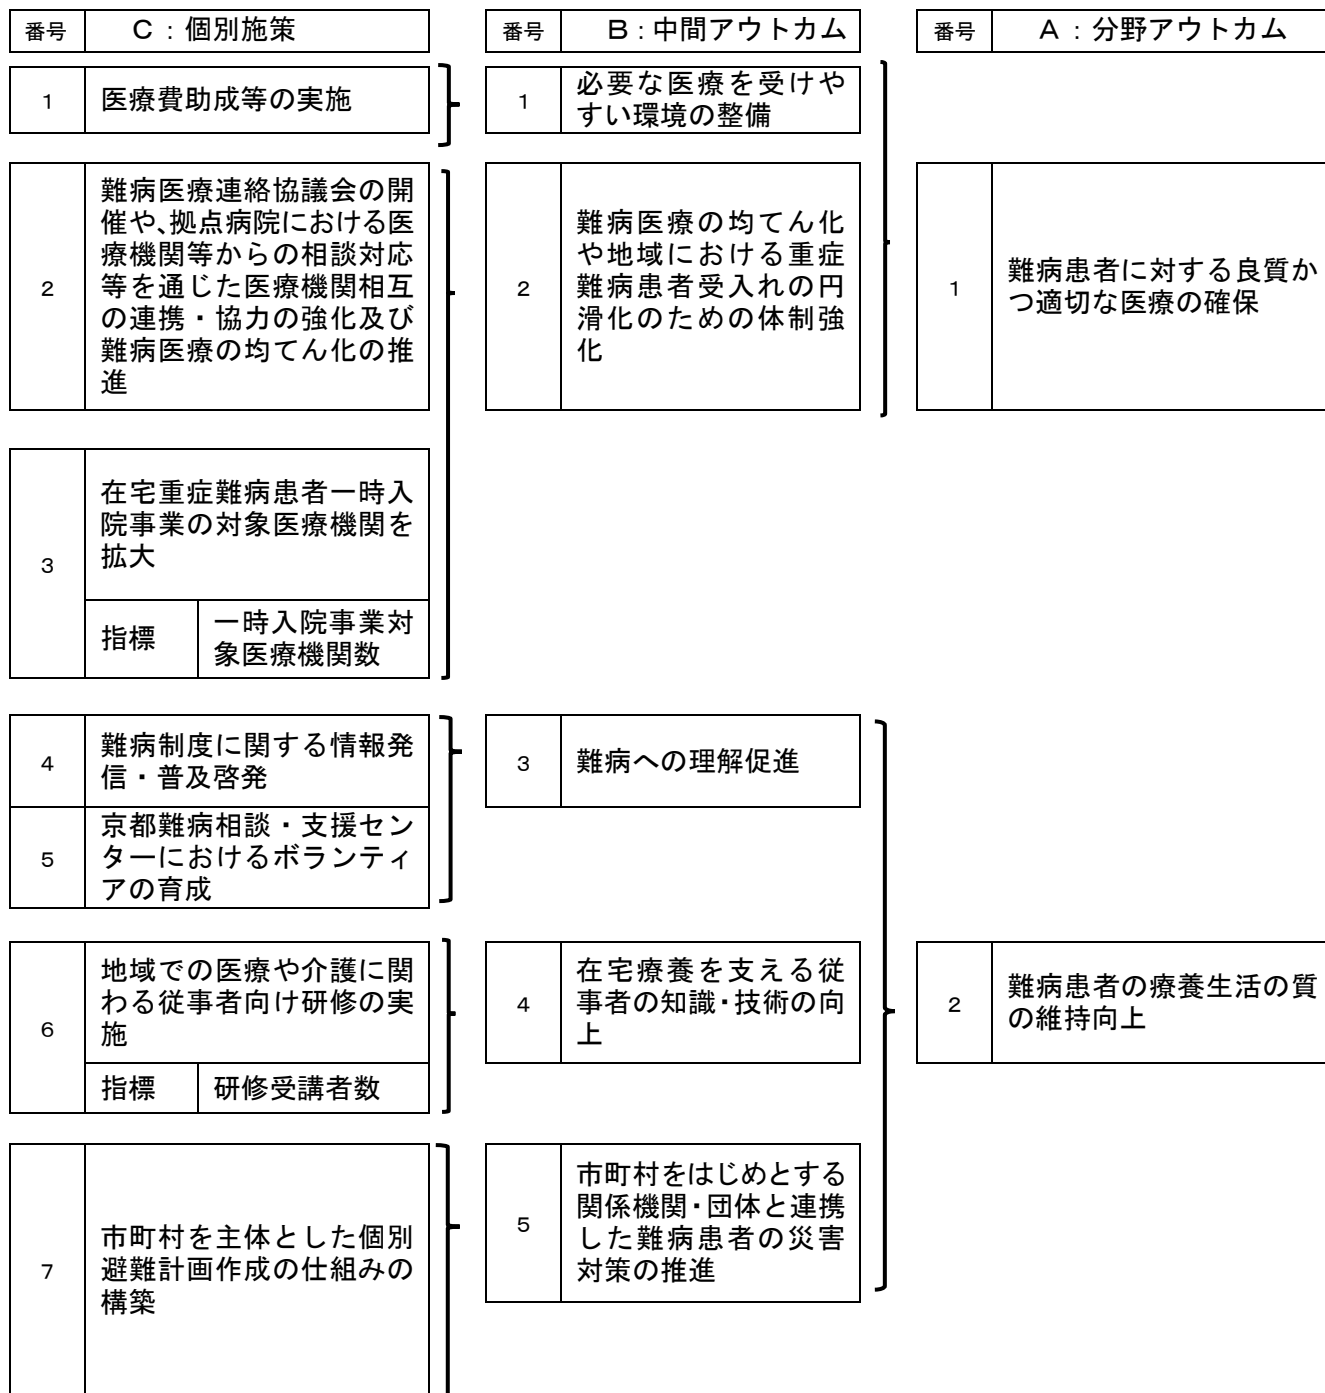 番号 C：個別施策 番号 B：中間アウトカム 番号 A：分野アウトカム
1
医療費助成等の実施
1
必要な医療を受けや
すい環境の整備
2
難病医療連絡協議会の開
催や、拠点病院における医
療機関等からの相談対応
等を通じた医療機関相互
の連携・協力の強化及び
難病医療の均てん化の推
進
2
難病医療の均てん化
や地域における重症
難病患者受入れの円
滑化のための体制強
化
1
難病患者に対する良質か
つ適切な医療の確保
3
在宅重症難病患者一時入
院事業の対象医療機関を
拡大
指標
一時入院事業対
象医療機関数
4
難病制度に関する情報発
信・普及啓発
3
難病への理解促進
5
京都難病相談・支援セン
ターにおけるボランティ
アの育成
6
地域での医療や介護に関
わる従事者向け研修の実
施
指標
研修受講者数
4
在宅療養を支える従
事者の知識・技術の向
上
2
難病患者の療養生活の質
の維持向上
7
市町村を主体とした個別
避難計画作成の仕組みの
構築
5
市町村をはじめとする
関係機関・団体と連携
した難病患者の災害
対策の推進